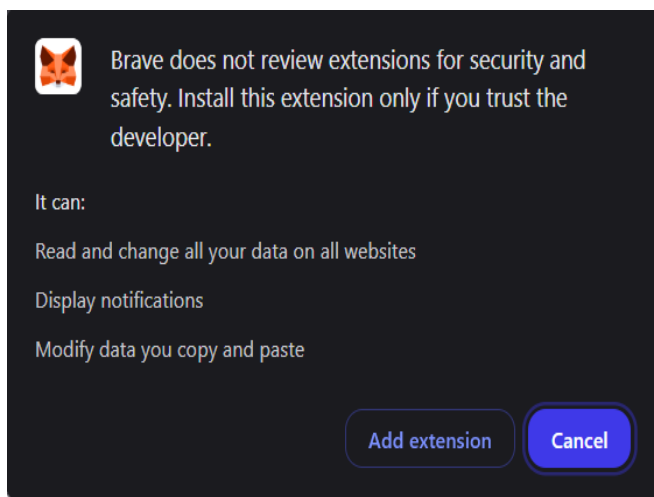 Brave does not review extensions for security and
safety. Install this extension only if you trust the
developer.
It can:
Read and change all your data on all websites
Display notifications
Modify data you copy and paste
Add extension
Cancel